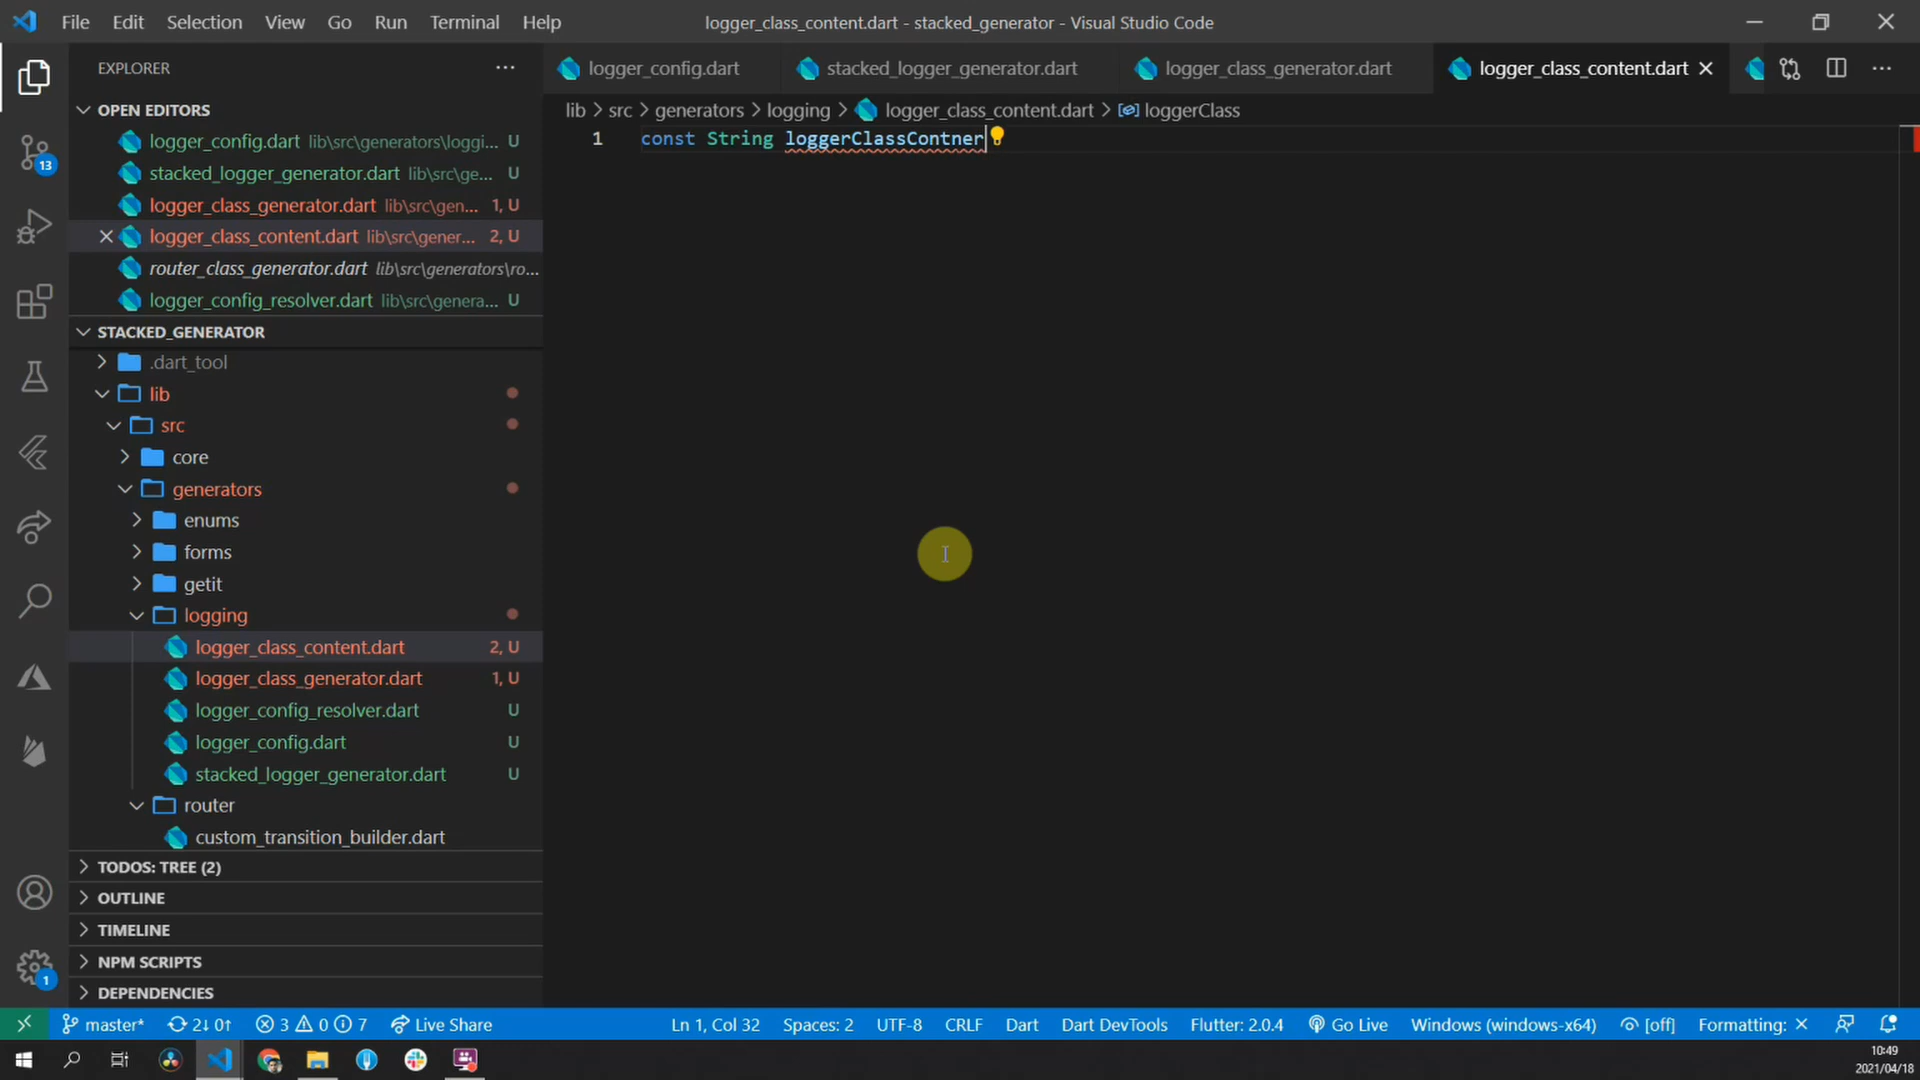 File Edit Selection View Go Run Terminal Help
logger_class_content.dart - stacked_generator - Visual Studio Code
EXPLORER
logger_config.dart
stacked_logger_generator.dart
logger_class_generator.dart
logger_class_content.dart
OPEN EDITORS
lib > src > generators > logging > logger_class_content.dart > loggerClass
1 const String loggerClassContner
logger_config.dart lib\src\generators\loggi... U
stacked_logger_generator.dart lib\src\ge... U
logger_class_generator.dart lib\src\gen... 1, U
logger_class_content.dart lib\src\gener... 2, U
router_class_generator.dart lib\src\generators\ro...
logger_config_resolver.dart lib\src\genera... U
STACKED_GENERATOR
.dart_tool
lib
src
core
generators
enums
forms
getit
logging
logger_class_content.dart 2, U
logger_class_generator.dart 1, U
logger_config_resolver.dart U
logger_config.dart U
stacked_logger_generator.dart U
router
custom_transition_builder.dart
TODOS: TREE (2)
OUTLINE
TIMELINE
NPM SCRIPTS
DEPENDENCIES
13
1
master* 2↓ 0↑ 3 0 7 Live Share
Ln 1, Col 32 Spaces: 2 UTF-8 CRLF Dart Dart DevTools Flutter: 2.0.4 Go Live Windows (windows-x64) [off] Formatting: ×
10:49
2021/04/18